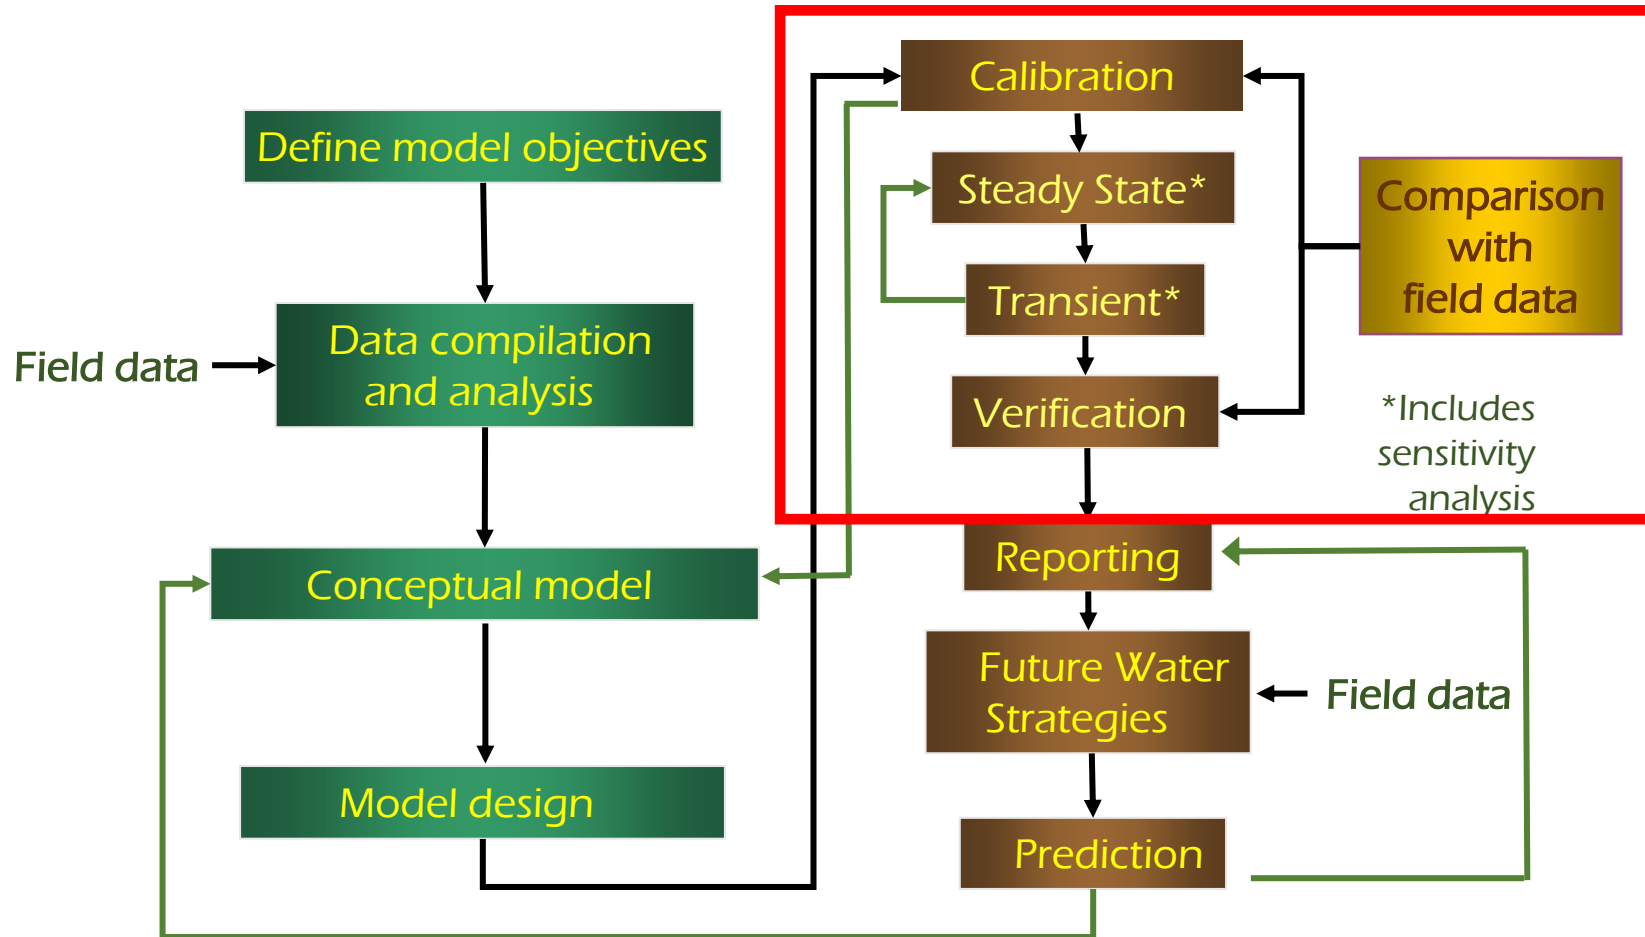 Define model objectives
Field data
Data compilation
and analysis
Conceptual model
Model design
Calibration
Steady State*
Transient*
Verification
Comparison
with
field data
*Includes
sensitivity
analysis
Reporting
Future Water
Strategies
Field data
Prediction